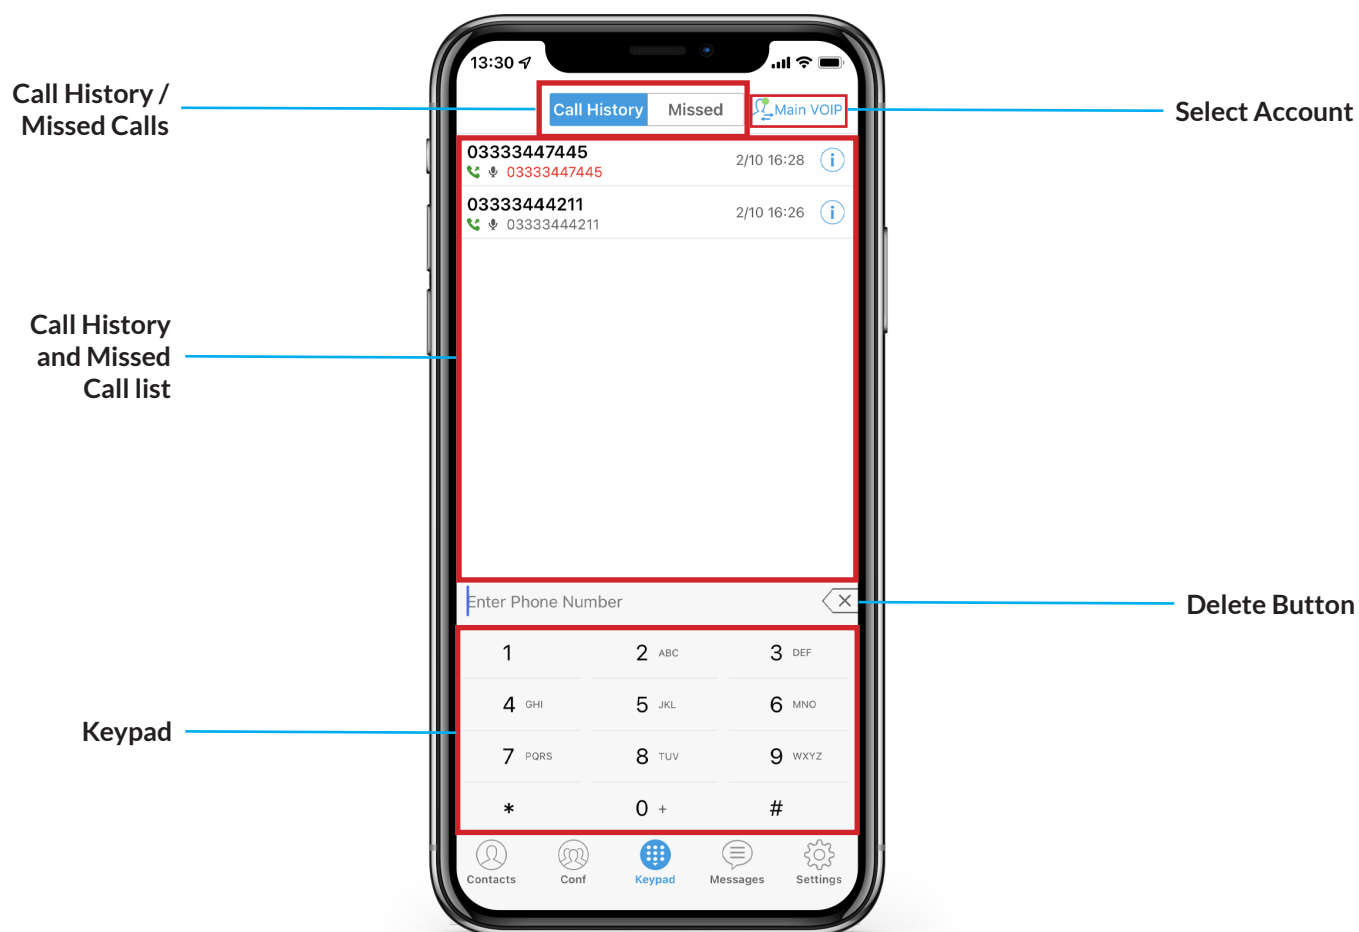 13:30
Call History /
Missed Calls
Call History Missed Main VOIP
Select Account
03333447445
2/10 16:28 i
03333447445
03333444211
2/10 16:26 i
03333444211
Call History
and Missed
Call list
Enter Phone Number
Delete Button
1 2 ABC 3 DEF
4 GHI 5 JKL 6 MNO
Keypad
7 PQRS 8 TUV 9 WXYZ
* 0 + #
Contacts Conf Keypad Messages Settings